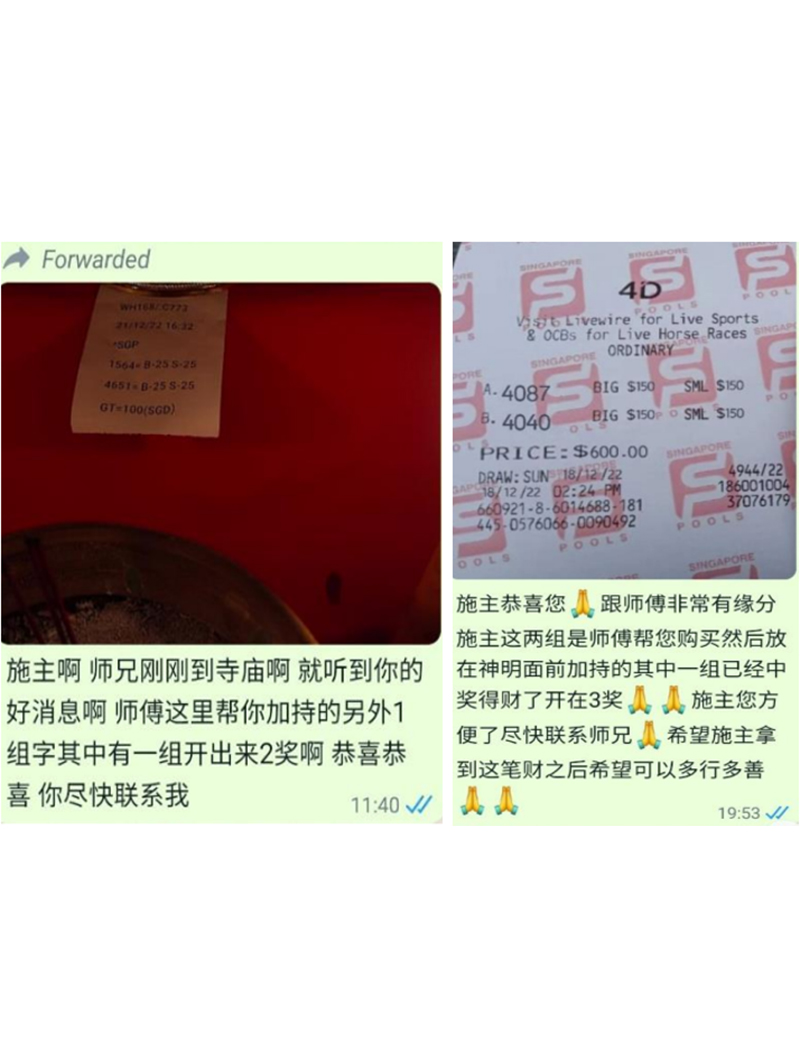 Forwarded
WH168/.C773
21/12/22 16:32
*SGP
1564= B-25 S-25
4651= B-25 S-25
GT=100(SGD)
施主啊 师兄刚刚到寺庙啊 就听到你的
好消息啊 师傅这里帮你加持的另外1
组字其中有一组开出来2奖啊 恭喜恭
喜 你尽快联系我
11:40
SINGAPORE POOLS
4D
Visit Livewire for Live Sports
& OCBs for Live Horse Races
ORDINARY
A. 4087 BIG $150 SML $150
B. 4040 BIG $150 SML $150
PRICE: $600.00
DRAW: SUN 18/12/22 4944/22
18/12/22 02:24 PM 186001004
660921-8-6014688-181 37076179
445-0576066-0090492
施主恭喜您🙏跟师傅非常有缘分
施主这两组是师傅帮您购买然后放
在神明面前加持的其中一组已经中
奖得财了开在3奖🙏🙏施主您方
便了尽快联系师兄🙏希望施主拿
到这笔财之后希望可以多行多善
🙏🙏
19:53